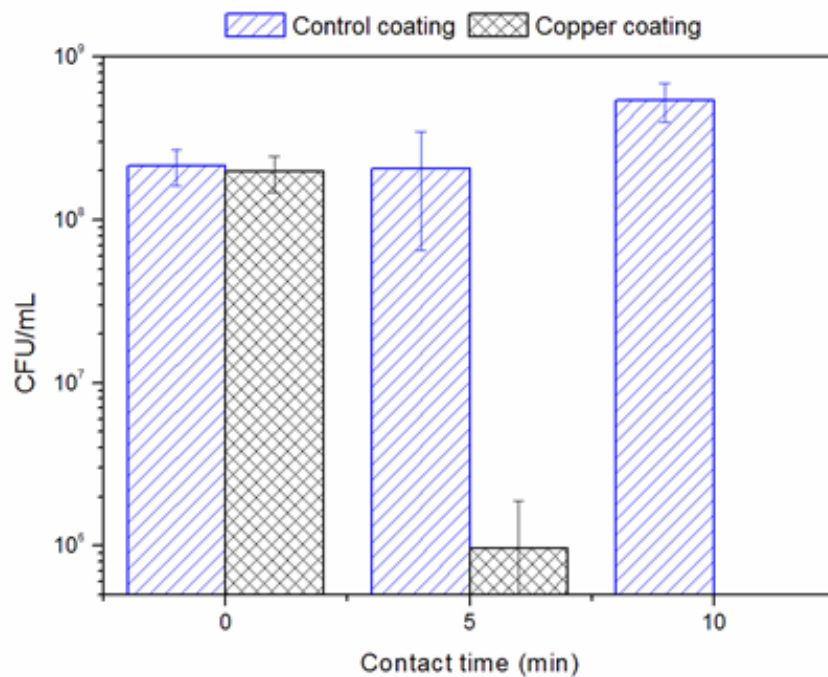 Control coating Copper coating
10⁹
10⁸
10⁷
10⁶
CFU/mL
0 5 10
Contact time (min)